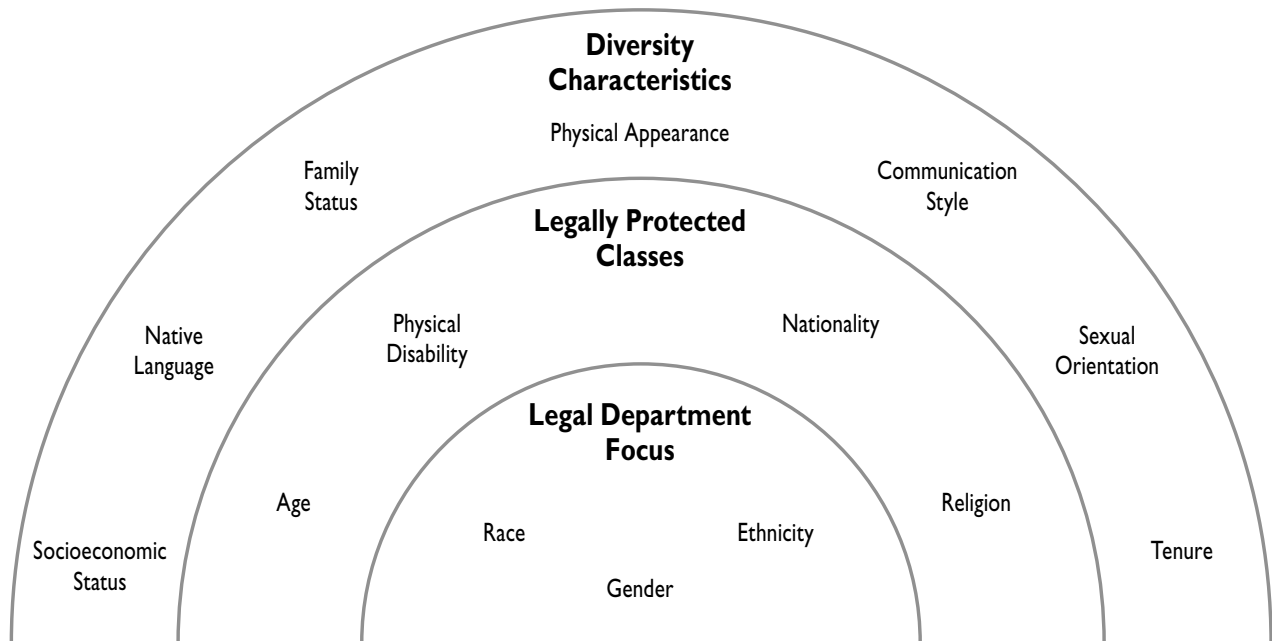 Diversity
Characteristics
Physical Appearance
Family
Status
Communication
Style
Native
Language
Sexual
Orientation
Socioeconomic
Status
Tenure
Legally Protected
Classes
Physical
Disability
Nationality
Age
Religion
Legal Department
Focus
Race
Ethnicity
Gender